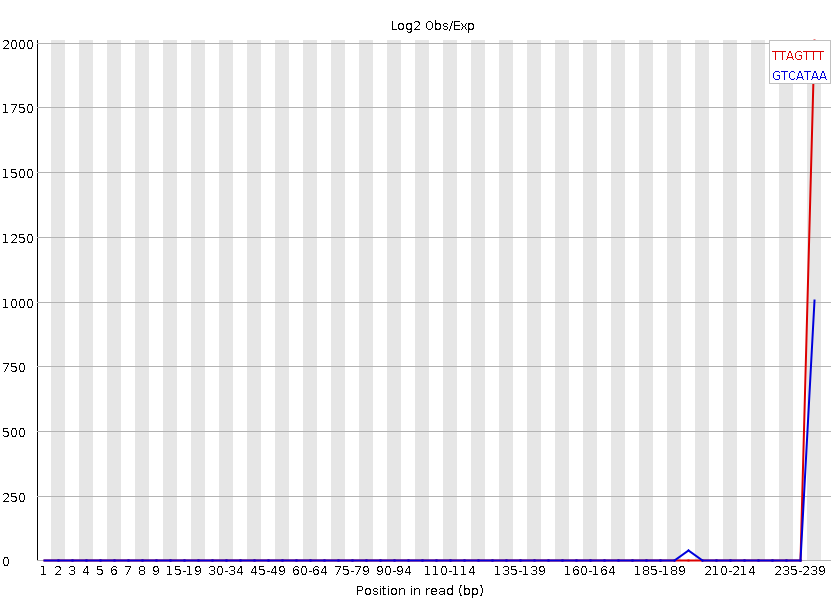 Log2 Obs/Exp
2000
1750
1500
1250
1000
750
500
250
0
TTAGTTT
GTCATAA
1 2 3 4 5 6 7 8 9 15-19 30-34 45-49 60-64 75-79 90-94 110-114 135-139 160-164 185-189 210-214 235-239
Position in read (bp)